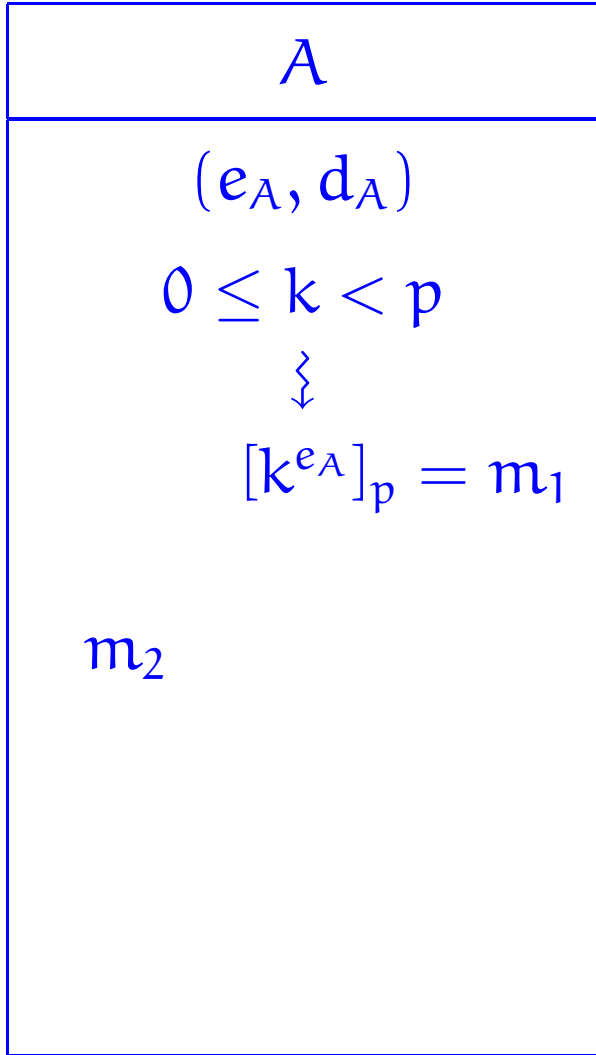 A
(e_A, d_A)
0 ≤ k < p
[k^{e_A}]_p = m_1
m_2